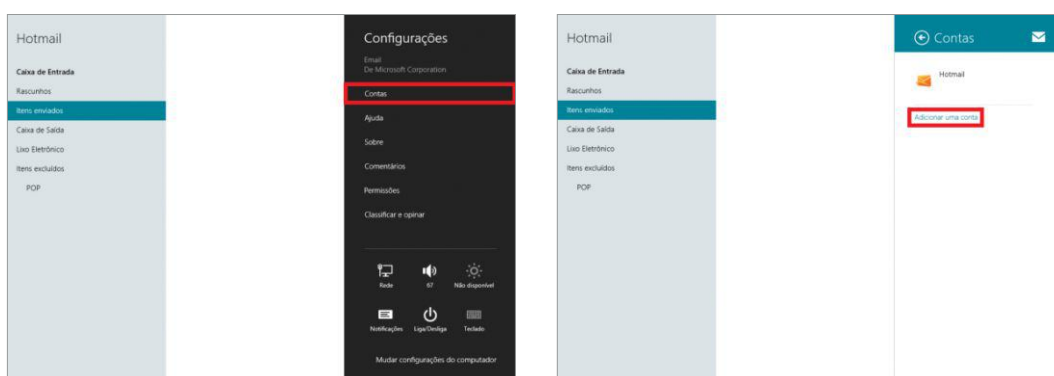 Hotmail
Caixa de Entrada
Rascunhos
Itens enviados
Caixa de Saída
Lixo Eletrônico
Itens excluídos
POP
Configurações
Email
De Microsoft Corporation
Contas
Ajuda
Sobre
Comentários
Permissões
Classificar e opinar
Rede
67
Não disponível
Notificações
Liga/Desliga
Teclado
Mudar configurações do computador
Hotmail
Caixa de Entrada
Rascunhos
Itens enviados
Caixa de Saída
Lixo Eletrônico
Itens excluídos
POP
Contas
Hotmail
Adicionar uma conta